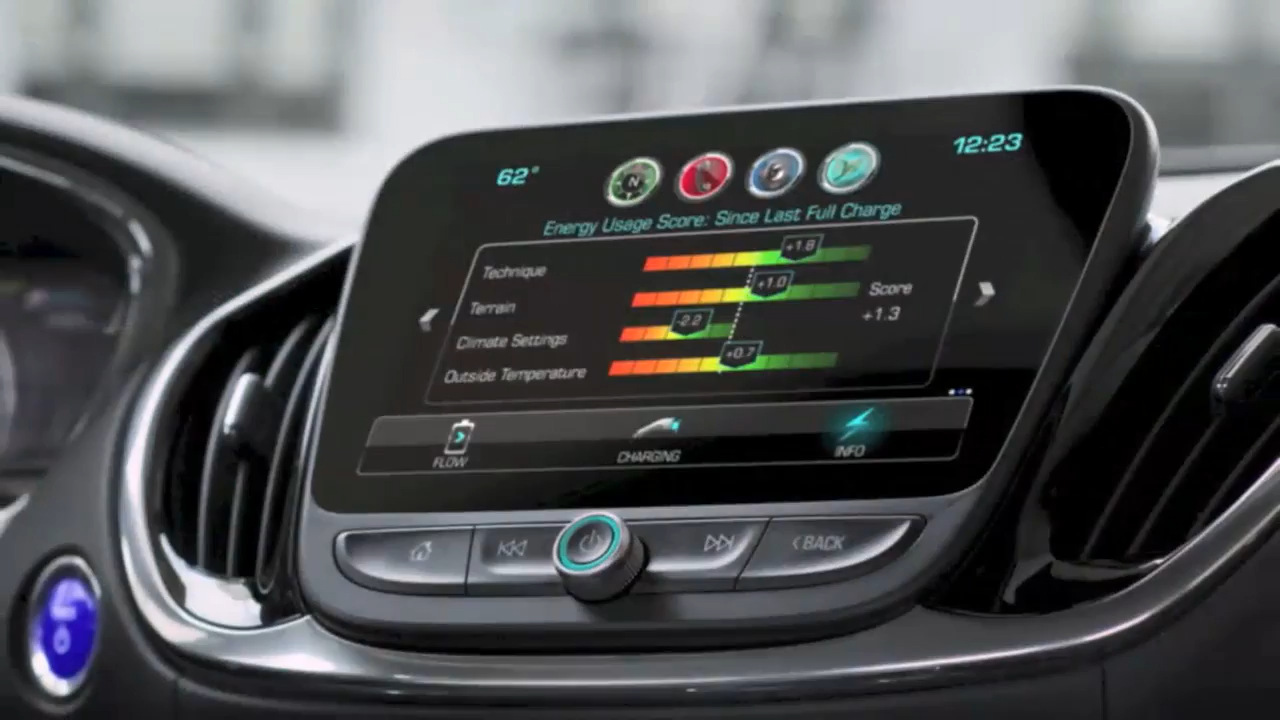 62°
N
12:23
Energy Usage Score: Since Last Full Charge
Technique
+1.8
Terrain
+1.0
Score
+1.3
Climate Settings
-2.2
Outside Temperature
+0.7
FLOW
CHARGING
INFO
BACK